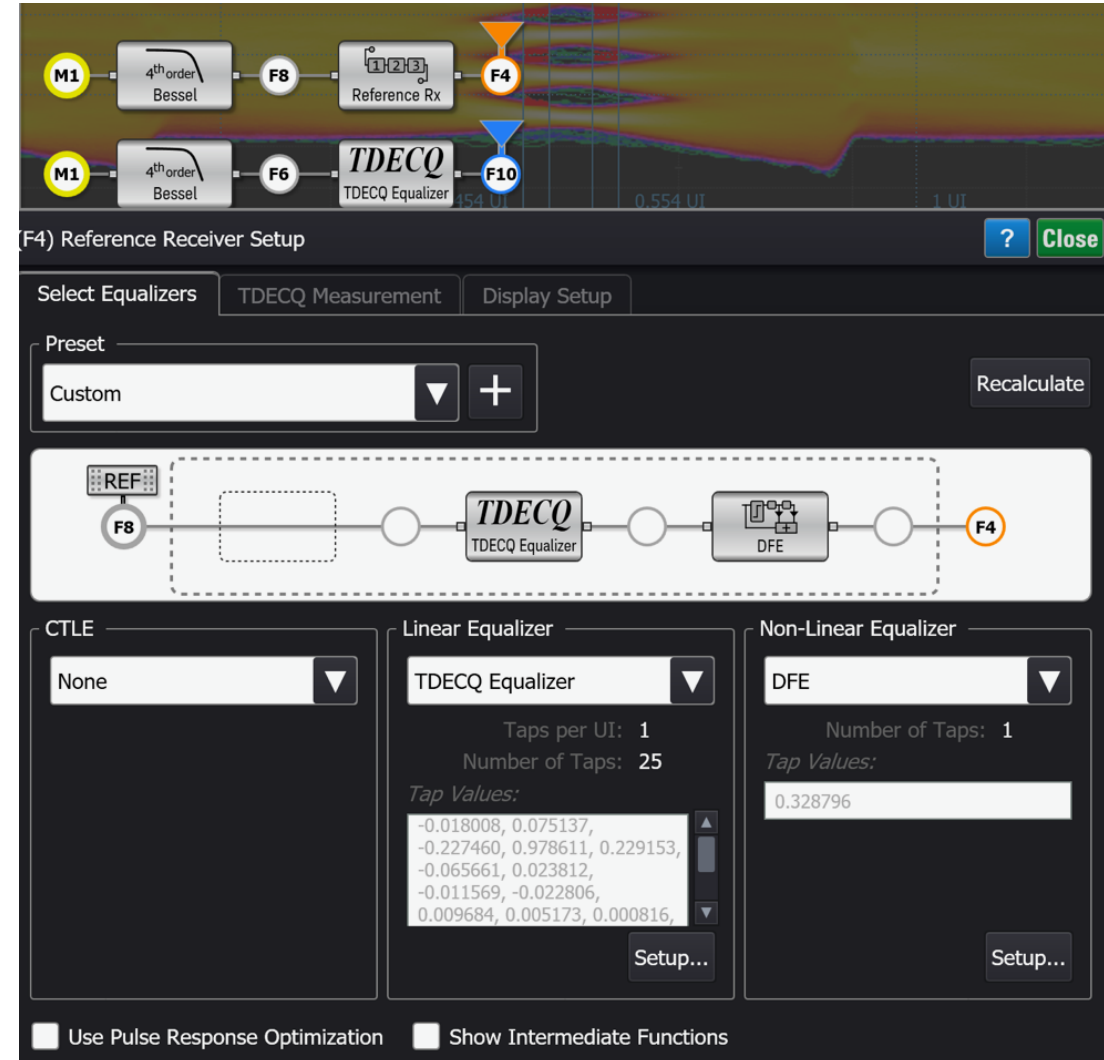 M1
4th order
Bessel
F8
1 2 3
Reference Rx
F4
M1
4th order
Bessel
F6
TDECQ
TDECQ Equalizer
F10
454 UI
0.554 UI
1 UI
(F4) Reference Receiver Setup
?
Close
Select Equalizers
TDECQ Measurement
Display Setup
Preset
Custom
+
Recalculate
REF
F8
TDECQ
TDECQ Equalizer
DFE
F4
CTLE
None
Linear Equalizer
TDECQ Equalizer
Taps per UI: 1
Number of Taps: 25
Tap Values:
-0.018008, 0.075137,
-0.227460, 0.978611, 0.229153,
-0.065661, 0.023812,
-0.011569, -0.022806,
0.009684, 0.005173, 0.000816,
Setup...
Non-Linear Equalizer
DFE
Number of Taps: 1
Tap Values:
0.328796
Setup...
Use Pulse Response Optimization
Show Intermediate Functions